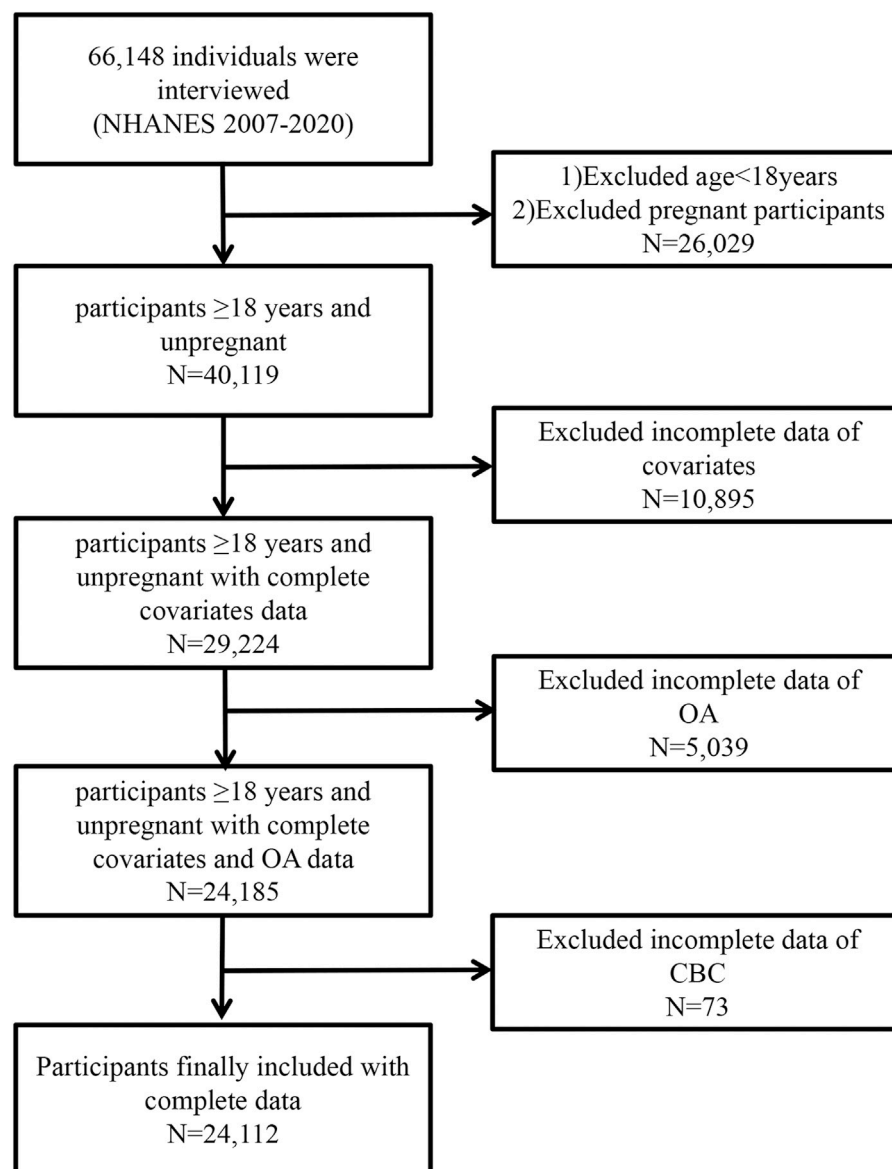 66,148 individuals were
interviewed
(NHANES 2007-2020)
1)Excluded age<18years
2)Excluded pregnant participants
N=26,029
participants ≥18 years and
unpregnant
N=40,119
Excluded incomplete data of
covariates
N=10,895
participants ≥18 years and
unpregnant with complete
covariates data
N=29,224
Excluded incomplete data of
OA
N=5,039
participants ≥18 years and
unpregnant with complete
covariates and OA data
N=24,185
Excluded incomplete data of
CBC
N=73
Participants finally included with
complete data
N=24,112